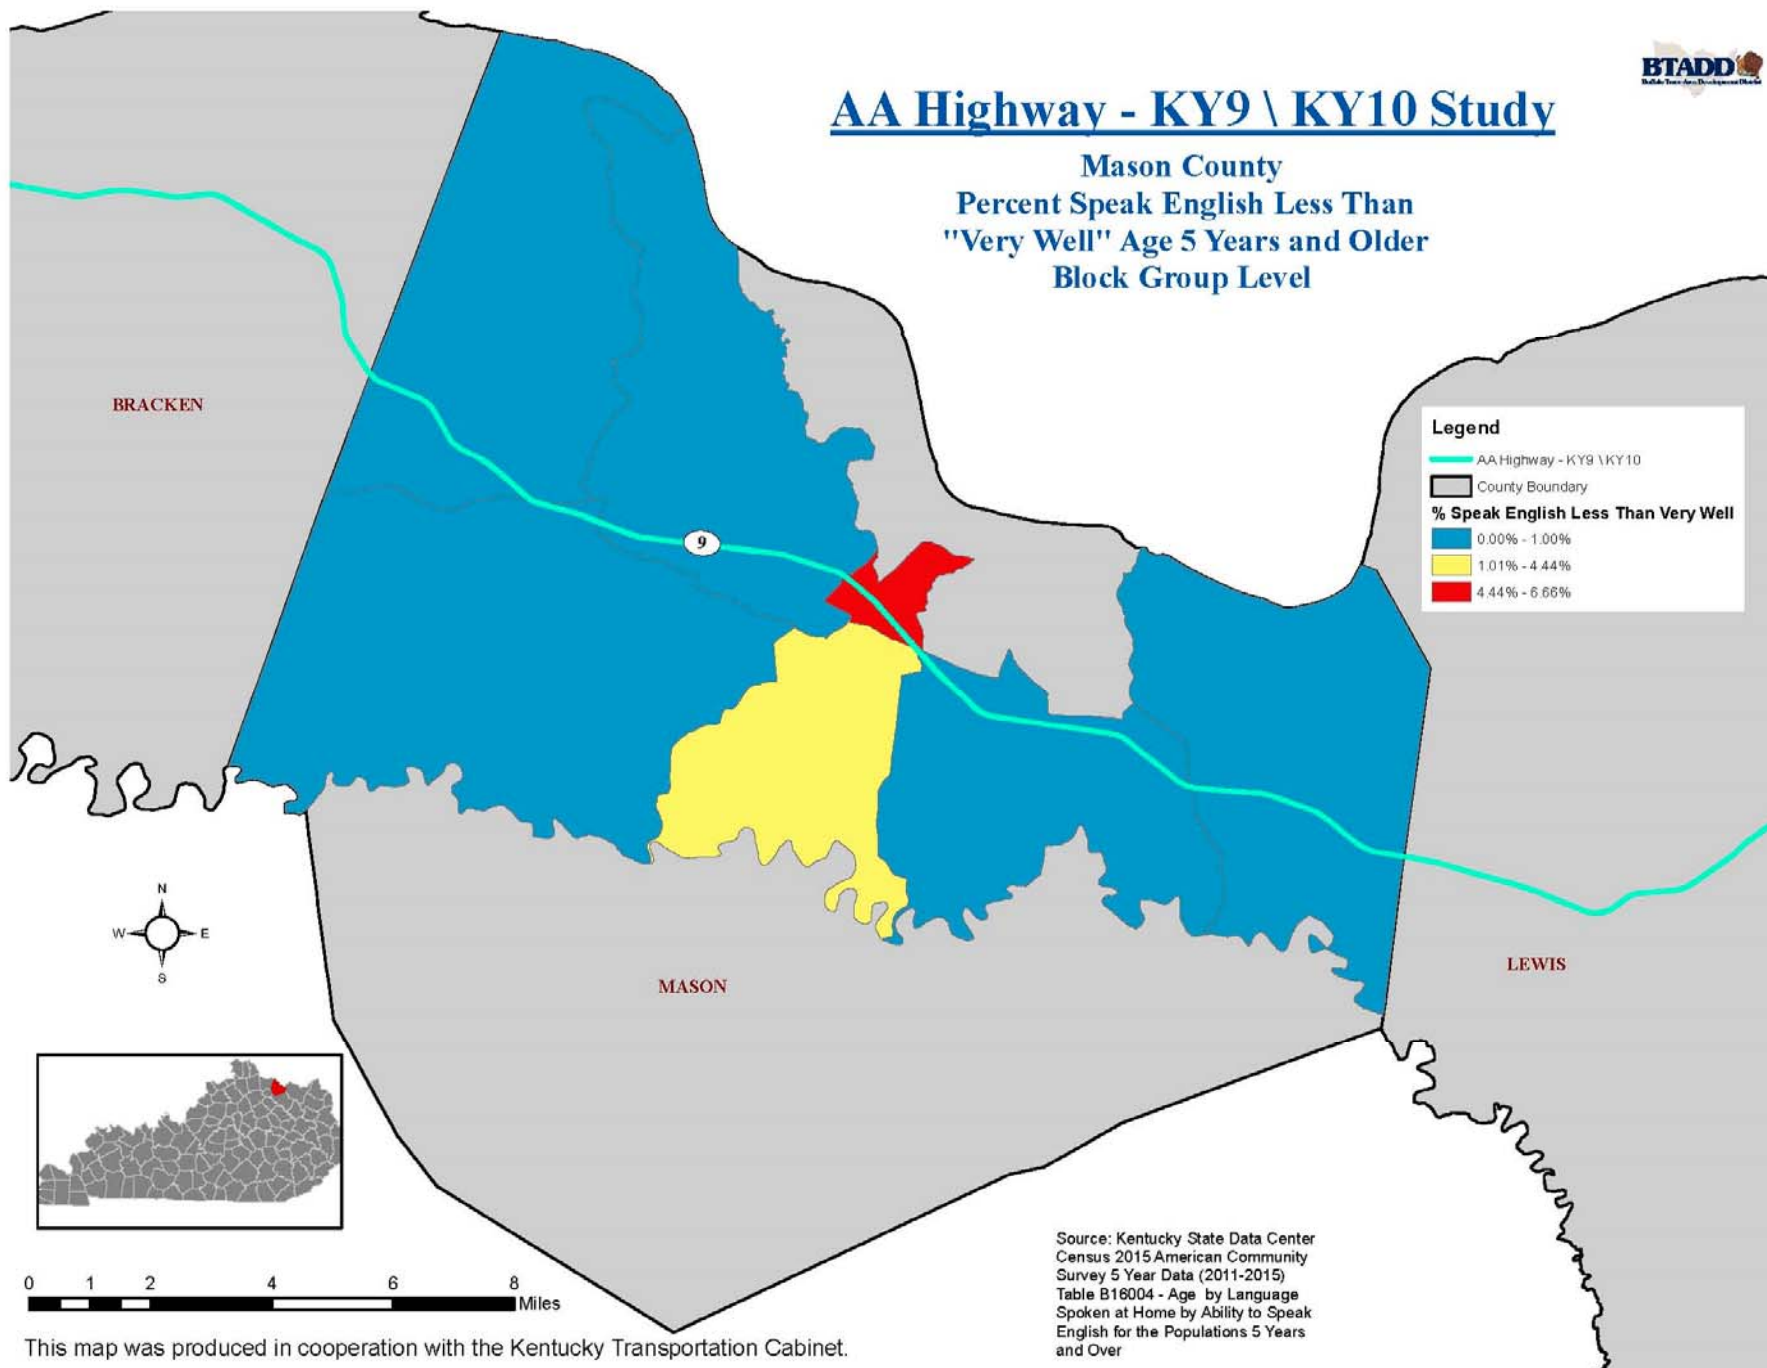 BTADD
Buffalo Trace Area Development District
AA Highway - KY9 \ KY10 Study
Mason County
Percent Speak English Less Than
"Very Well" Age 5 Years and Older
Block Group Level
BRACKEN
Legend
AA Highway - KY9 \ KY10
County Boundary
% Speak English Less Than Very Well
0.00% - 1.00%
1.01% - 4.44%
4.44% - 6.66%
9
N
W E
S
MASON
LEWIS
Source: Kentucky State Data Center
Census 2015 American Community
Survey 5 Year Data (2011-2015)
Table B16004 - Age by Language
Spoken at Home by Ability to Speak
English for the Populations 5 Years
and Over
0 1 2 4 6 8
Miles
This map was produced in cooperation with the Kentucky Transportation Cabinet.